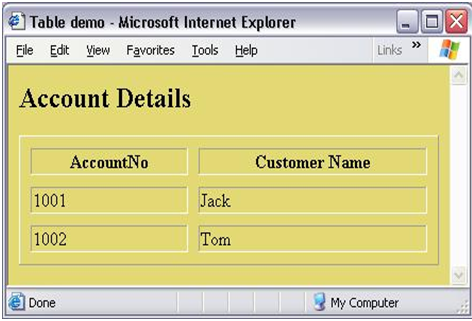 Table demo - Microsoft Internet Explorer
File Edit View Favorites Tools Help Links »
Account Details
AccountNo Customer Name
1001 Jack
1002 Tom
Done My Computer